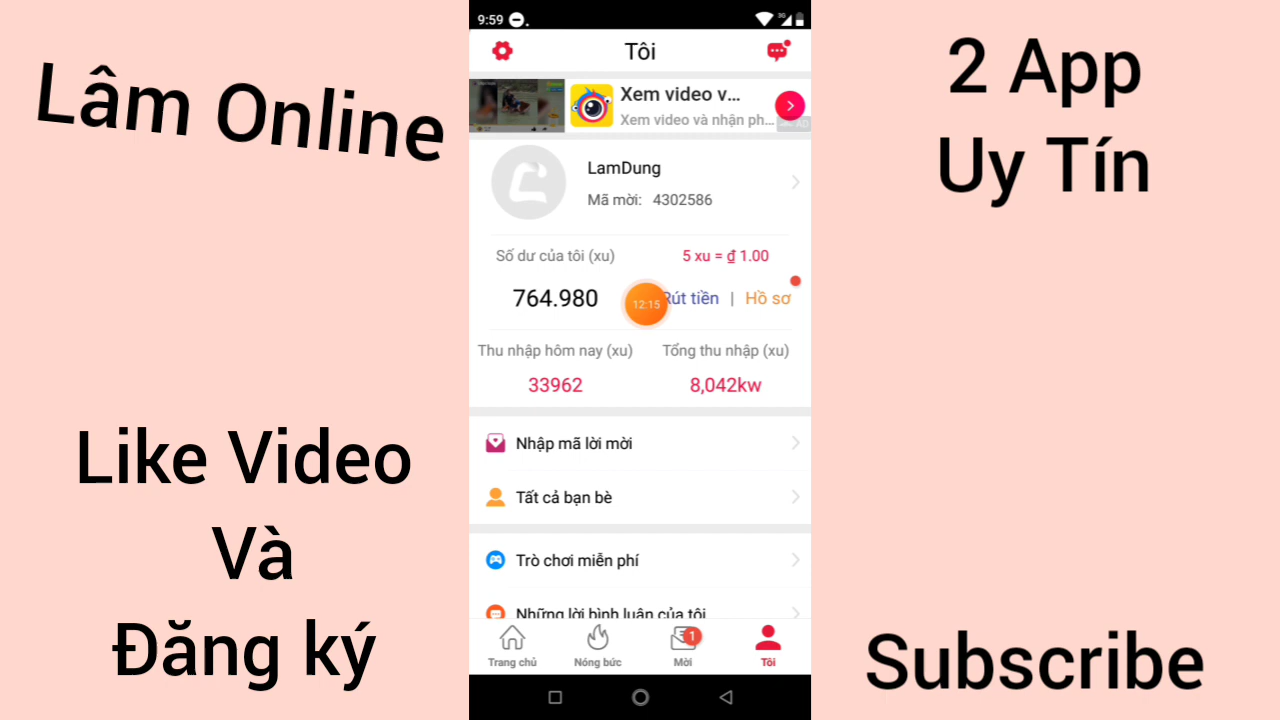 Lâm Online
Like Video
Và
Đăng ký
9:59
3G
Tôi
Xem video v...
Xem video và nhận ph...
AD
LamDung
Mã mời: 4302586
Số dư của tôi (xu)
5 xu = ₫ 1.00
764.980
12:15
Rút tiền | Hồ sơ
Thu nhập hôm nay (xu)
Tổng thu nhập (xu)
33962
8,042kw
Nhập mã lời mời
Tất cả bạn bè
Trò chơi miễn phí
Những lời bình luận của tôi
1
Trang chủ
Nóng bức
Mời
Tôi
2 App
Uy Tín
Subscribe